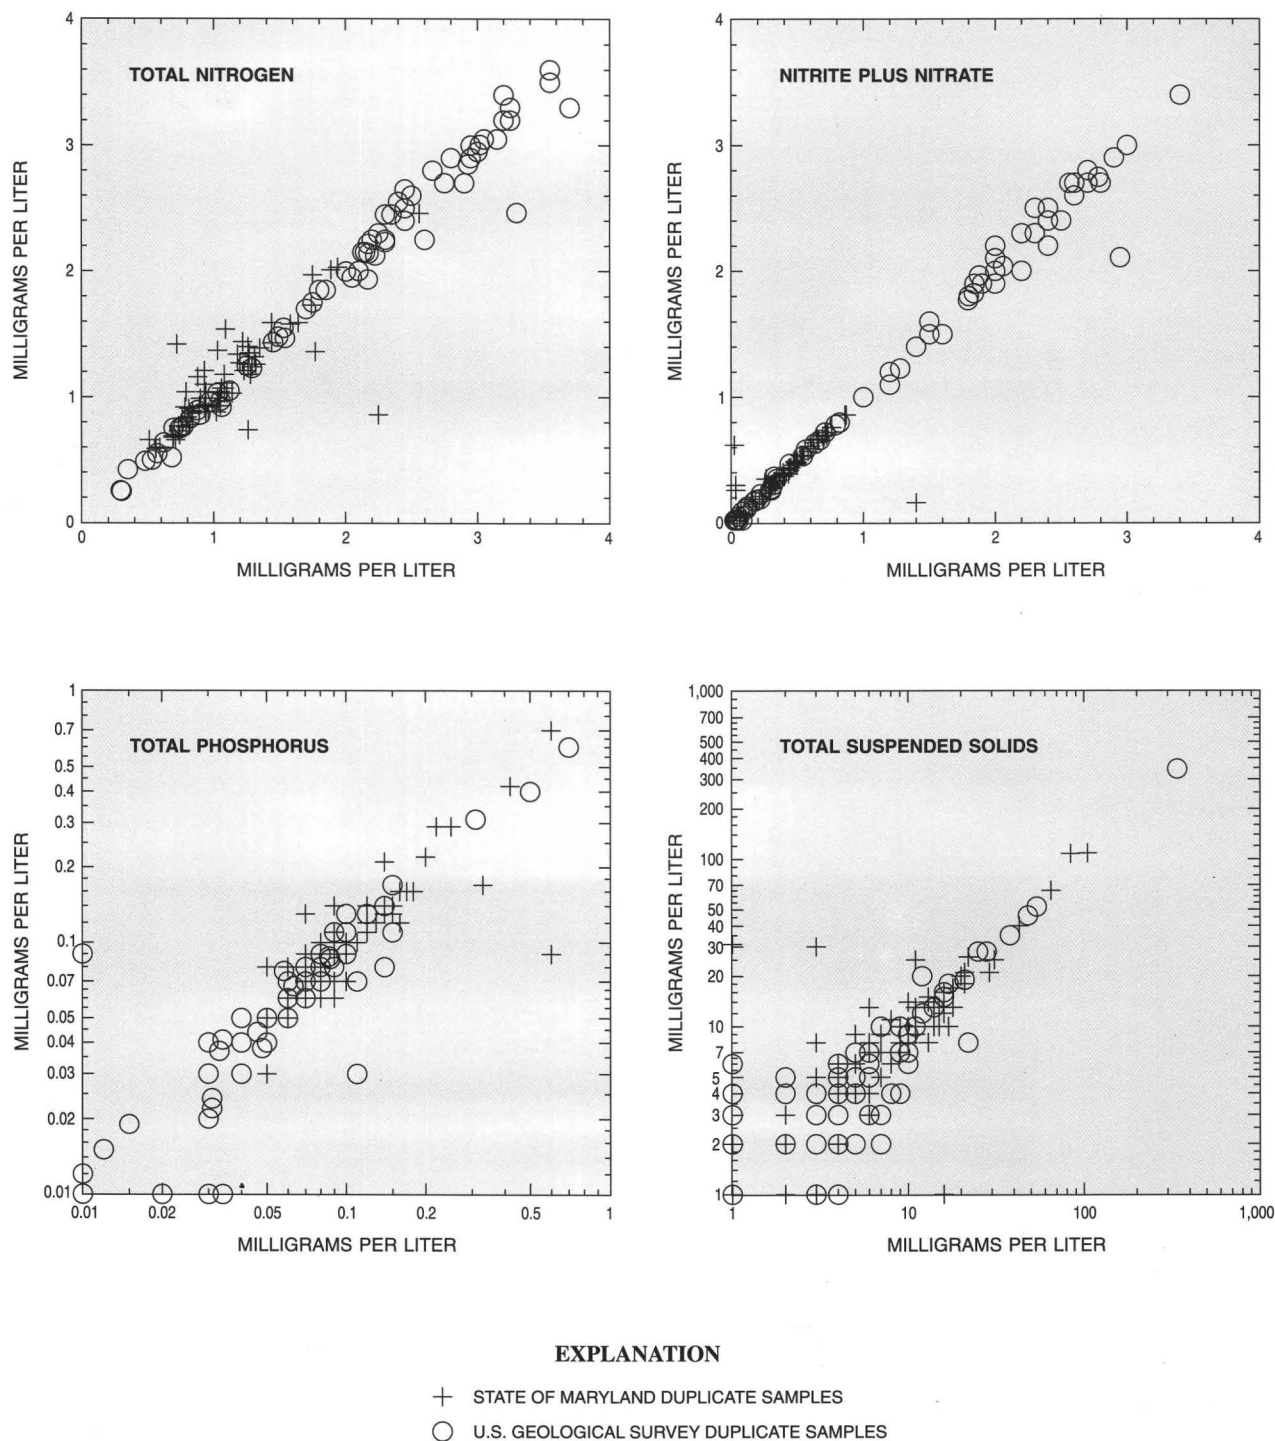 4
3
2
1
0
MILLIGRAMS PER LITER
TOTAL NITROGEN
0 1 2 3 4
MILLIGRAMS PER LITER
4
3
2
1
0
MILLIGRAMS PER LITER
NITRITE PLUS NITRATE
0 1 2 3 4
MILLIGRAMS PER LITER
1
0.7
0.5
0.4
0.3
0.2
0.1
0.07
0.05
0.04
0.03
0.02
0.01
MILLIGRAMS PER LITER
TOTAL PHOSPHORUS
0.01 0.02 0.05 0.1 0.2 0.5 1
MILLIGRAMS PER LITER
1,000
700
500
400
300
200
100
70
50
40
30
20
10
7
5
4
3
2
1
MILLIGRAMS PER LITER
TOTAL SUSPENDED SOLIDS
1 10 100 1,000
MILLIGRAMS PER LITER
EXPLANATION
STATE OF MARYLAND DUPLICATE SAMPLES
U.S. GEOLOGICAL SURVEY DUPLICATE SAMPLES